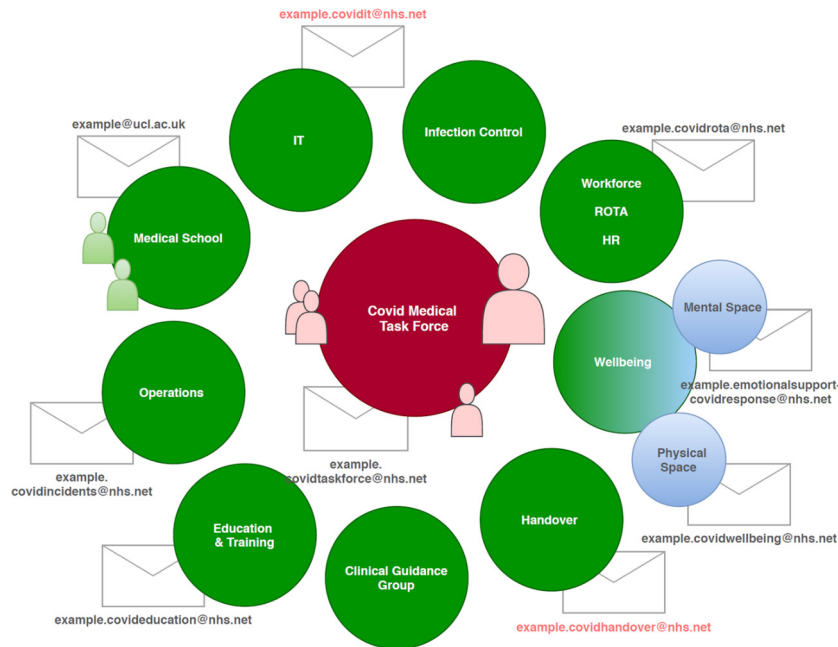 example.covidit@nhs.net
IT
Infection Control
example@ucl.ac.uk
Medical School
example.covidrota@nhs.net
Workforce
ROTA
HR
Covid Medical
Task Force
Mental Space
Wellbeing
example.emotionalsupport-
covidresponse@nhs.net
Operations
example.
covidincidents@nhs.net
example.
covidtaskforce@nhs.net
Physical
Space
example.covidwellbeing@nhs.net
Education
& Training
Handover
Clinical Guidance
Group
example.covideducation@nhs.net
example.covidhandover@nhs.net